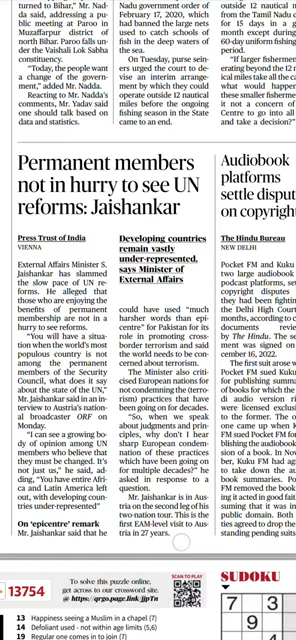 turned to Bihar," Mr. Nad-
da said, addressing a pu-
blic meeting at Paroo in
Muzaffarpur district of
north Bihar. Paroo falls un-
der the Vaishali Lok Sabha
constituency.
"Today, the people want
a change of the govern-
ment," added Mr. Nadda.
Reacting to Mr. Nadda's
comments, Mr. Yadav said
one should talk based on
data and statistics.
Nadu government order of
February 17, 2020, which
had banned the large nets
used to catch schools of
fish in the deep waters of
the sea.
On Tuesday, purse sein-
ers urged the court to de-
vise an interim arrange-
ment by which they could
operate outside 12 nautical
miles before the ongoing
fishing season in the State
came to an end.
outside 12 nautical m
from the Tamil Nadu
for 15 days in a
month except during
60-day uniform fishing
period.
"If larger fishermen
erating beyond the 12 n
ical miles take all the ca
what would happen
these smaller fisherme
it not a concern of
Centre to go into all
and take a decision?"
Permanent members
not in hurry to see UN
reforms: Jaishankar
Press Trust of India
VIENNA
External Affairs Minister S.
Jaishankar has slammed
the slow pace of UN re-
forms. He alleged that
those who are enjoying the
benefits of permanent
membership are not in a
hurry to see reforms.
"You will have a situa-
tion when the world's most
populous country is not
among the permanent
members of the Security
Council, what does it say
about the state of the UN,"
Mr. Jaishankar said in an in-
terview to Austria's nation-
al broadcaster ORF on
Monday.
"I can see a growing bo-
dy of opinion among UN
members who believe that
they must be changed. It's
not just us," he said, ad-
ding, "You have entire Afri-
ca and Latin America left
out, with developing coun-
tries under-represented"
On 'epicentre' remark
Mr. Jaishankar said that he
Developing countries
remain vastly
under-represented,
says Minister of
External Affairs
could have used "much
harsher words than epi-
centre" for Pakistan for its
role in promoting cross-
border terrorism and said
the world needs to be con-
cerned about terrorism.
The Minister also criti-
cised European nations for
not condemning the (terro-
rism) practices that have
been going on for decades.
"So, when we speak
about judgments and prin-
ciples, why don't I hear
sharp European condem-
nation of these practices
which have been going on
for multiple decades?" he
asked in response to a
question.
Mr. Jaishankar is in Aus-
tria on the second leg of his
two-nation tour. This is the
first EAM-level visit to Aus-
tria in 27 years.
Audiobook
platforms
settle disput
on copyrigh
The Hindu Bureau
NEW DELHI
Pocket FM and Kuku
two large audiobook
podcast platforms, set
copyright disputes
they had been fightin
the Delhi High Court
months, according to c
documents revie
by The Hindu. The se
ment was signed on
cember 16, 2022.
The first suit arose w
Pocket FM sued Kuku
for publishing summa
of books for which the
di audio version ri
were licensed exclusi
to the former. The o
one came up when K
FM sued Pocket FM for
blishing the audiobook
sion of a book. In Nov
ber, Kuku FM had ag
to take down the au
book summaries. Po
FM removed the book
ing it acted in good fait
suming that it was in
public domain. Both
ties agreed to drop the
standing pending suits
13754
To solve this puzzle online,
get across to our crossword site.
@ https://qrgo.page.link/jjpTm
SCAN TO PLAY
SUDOKU
7 3
9
4
13 Happiness seeing a Muslim in a chapel (7)
14 Defoliant used - not within age limits (5,6)
19 Regular one comes in to join (7)